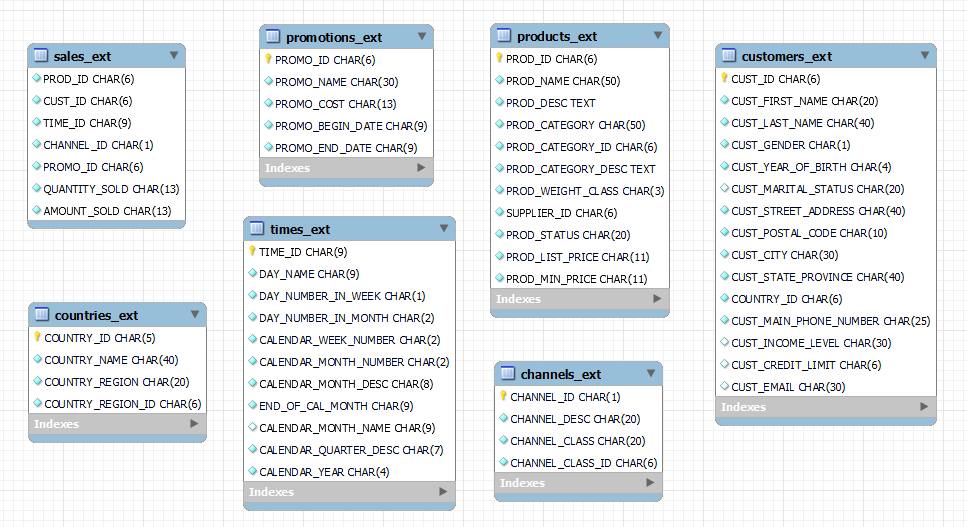 sales_ext
PROD_ID CHAR(6)
CUST_ID CHAR(6)
TIME_ID CHAR(9)
CHANNEL_ID CHAR(1)
PROMO_ID CHAR(6)
QUANTITY_SOLD CHAR(13)
AMOUNT_SOLD CHAR(13)
promotions_ext
PROMO_ID CHAR(6)
PROMO_NAME CHAR(30)
PROMO_COST CHAR(13)
PROMO_BEGIN_DATE CHAR(9)
PROMO_END_DATE CHAR(9)
Indexes
products_ext
PROD_ID CHAR(6)
PROD_NAME CHAR(50)
PROD_DESC TEXT
PROD_CATEGORY CHAR(50)
PROD_CATEGORY_ID CHAR(6)
PROD_CATEGORY_DESC TEXT
PROD_WEIGHT_CLASS CHAR(3)
SUPPLIER_ID CHAR(6)
PROD_STATUS CHAR(20)
PROD_LIST_PRICE CHAR(11)
PROD_MIN_PRICE CHAR(11)
Indexes
customers_ext
CUST_ID CHAR(6)
CUST_FIRST_NAME CHAR(20)
CUST_LAST_NAME CHAR(40)
CUST_GENDER CHAR(1)
CUST_YEAR_OF_BIRTH CHAR(4)
CUST_MARITAL_STATUS CHAR(20)
CUST_STREET_ADDRESS CHAR(40)
CUST_POSTAL_CODE CHAR(10)
CUST_CITY CHAR(30)
CUST_STATE_PROVINCE CHAR(40)
COUNTRY_ID CHAR(6)
CUST_MAIN_PHONE_NUMBER CHAR(25)
CUST_INCOME_LEVEL CHAR(30)
CUST_CREDIT_LIMIT CHAR(6)
CUST_EMAIL CHAR(30)
Indexes
times_ext
TIME_ID CHAR(9)
DAY_NAME CHAR(9)
DAY_NUMBER_IN_WEEK CHAR(1)
DAY_NUMBER_IN_MONTH CHAR(2)
CALENDAR_WEEK_NUMBER CHAR(2)
CALENDAR_MONTH_NUMBER CHAR(2)
CALENDAR_MONTH_DESC CHAR(8)
END_OF_CAL_MONTH CHAR(9)
CALENDAR_MONTH_NAME CHAR(9)
CALENDAR_QUARTER_DESC CHAR(7)
CALENDAR_YEAR CHAR(4)
Indexes
countries_ext
COUNTRY_ID CHAR(5)
COUNTRY_NAME CHAR(40)
COUNTRY_REGION CHAR(20)
COUNTRY_REGION_ID CHAR(6)
Indexes
channels_ext
CHANNEL_ID CHAR(1)
CHANNEL_DESC CHAR(20)
CHANNEL_CLASS CHAR(20)
CHANNEL_CLASS_ID CHAR(6)
Indexes